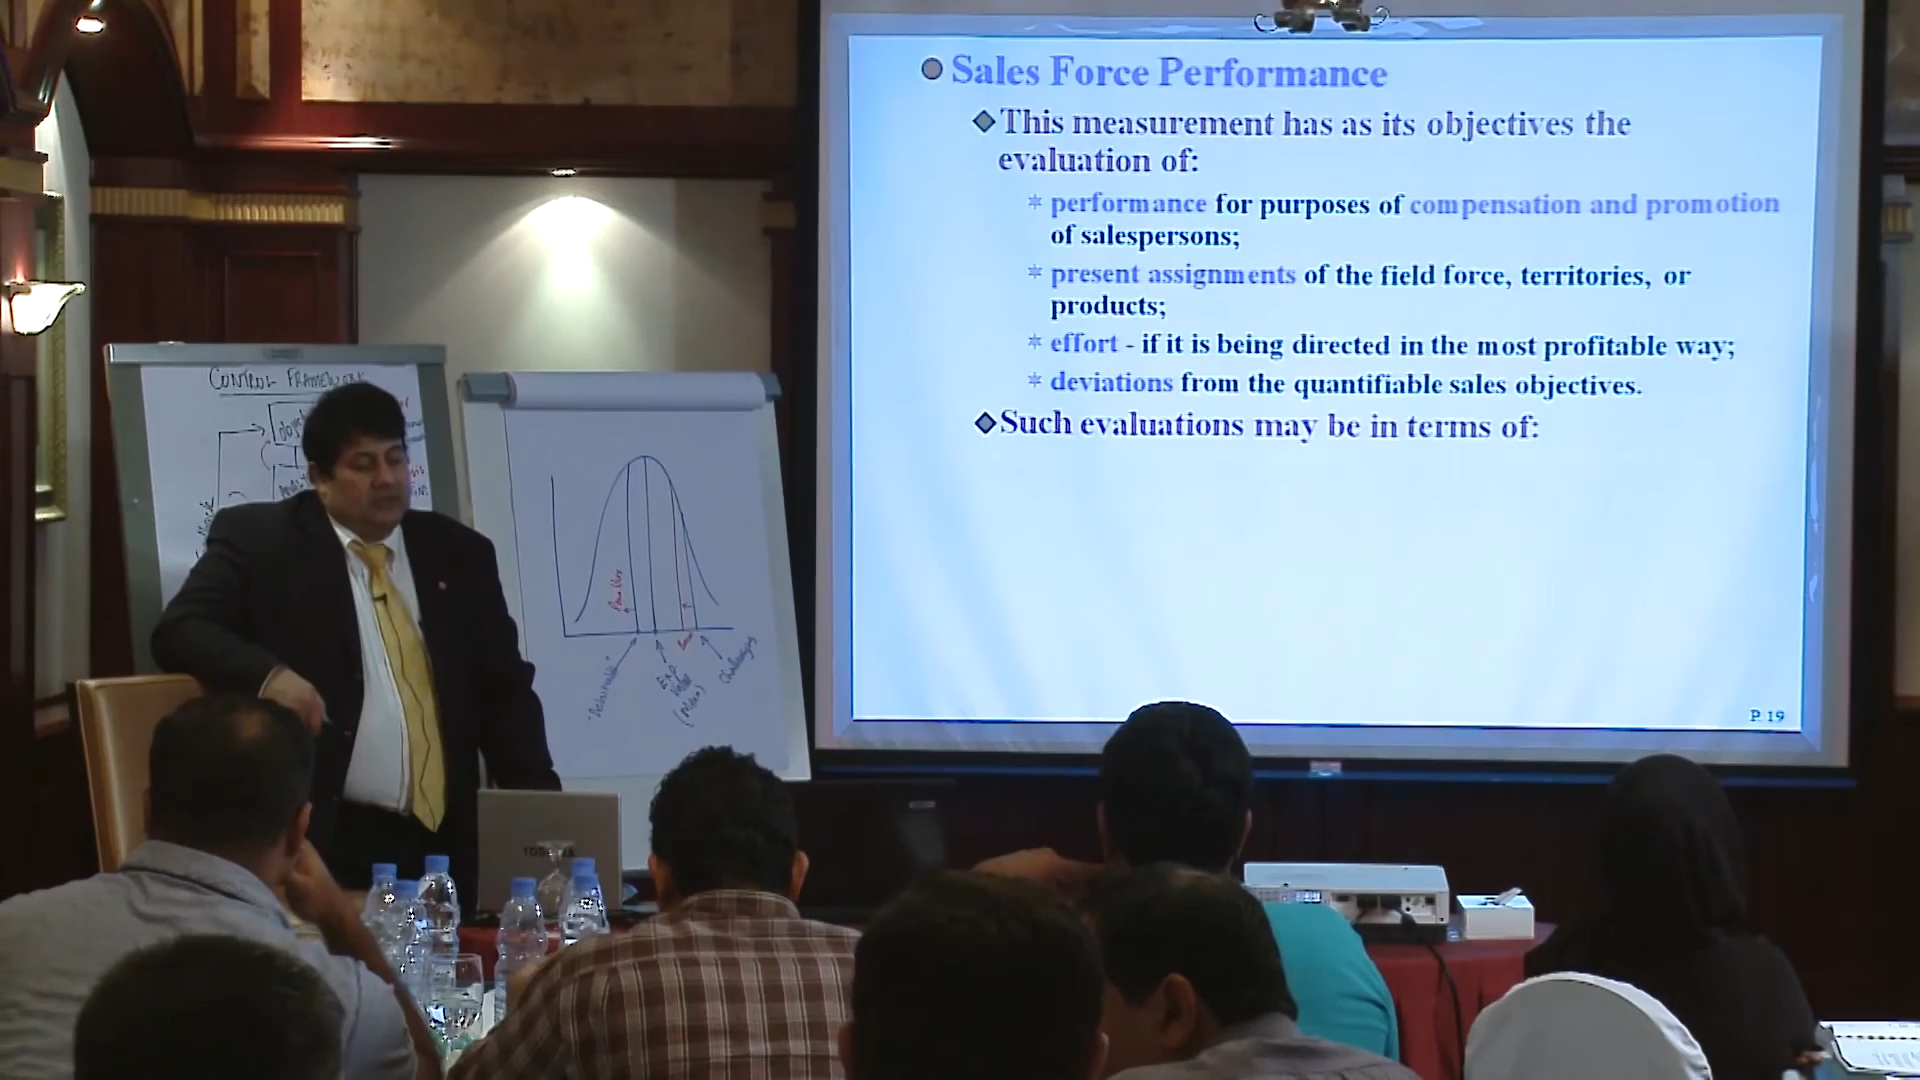 Sales Force Performance
This measurement has as its objectives the
evaluation of:
performance for purposes of compensation and promotion
of salespersons;
present assignments of the field force, territories, or
products;
effort - if it is being directed in the most profitable way;
deviations from the quantifiable sales objectives.
Such evaluations may be in terms of:
P. 19
CONTROL FRAMEWORK
Exp
Value
(Mean)
Challenging
TOSHIBA